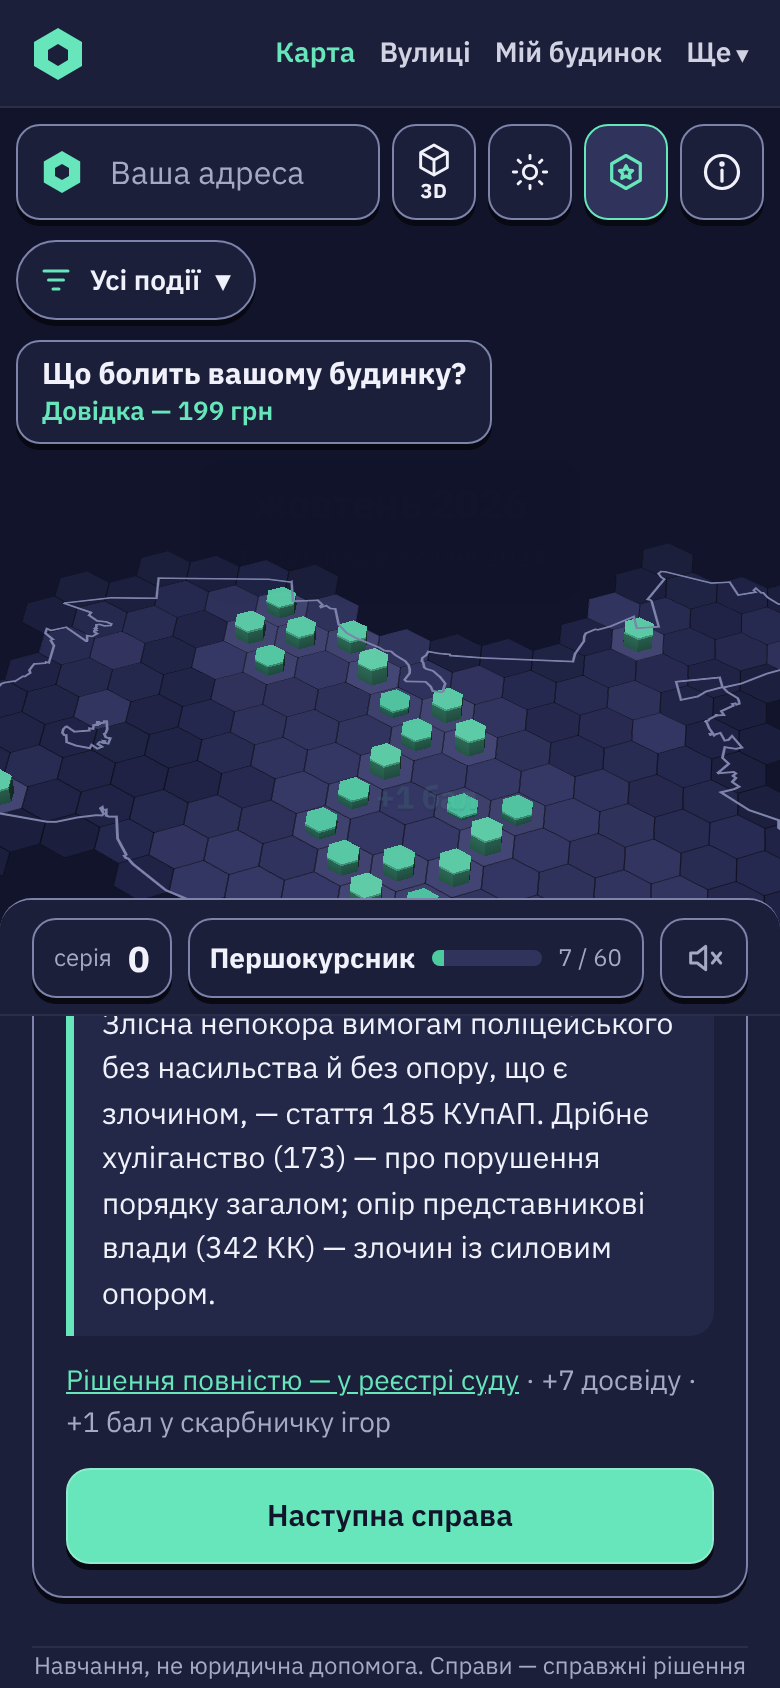 Карта Вулиці Мій будинок Ще ▾
Ваша адреса
3D
Усі події ▼
Що болить вашому будинку?
Довідка — 199 грн
серія 0 Першокурсник 7 / 60
Злісна непокора вимогам поліцейського
без насильства й без опору, що є
злочином, — стаття 185 КУпАП. Дрібне
хуліганство (173) — про порушення
порядку загалом; опір представникові
влади (342 КК) — злочин із силовим
опором.
Рішення повністю — у реєстрі суду · +7 досвіду ·
+1 бал у скарбничку ігор
Наступна справа
Навчання, не юридична допомога. Справи — справжні рішення